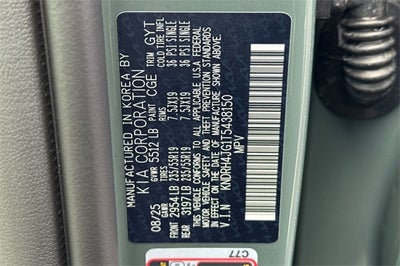 MANUFACTURED IN KOREA BY
KIA CORPORATION
08/25 GVWR 5512 LB PAINT CGE TRIM GYT
GAWR TIRES RIMS COLD TIRE INFL
FRONT 2954 LB 235/55R19 7.5JX19 36 PSI SINGLE
REAR 3197 LB 235/55R19 7.5JX19 36 PSI SINGLE
THIS VEHICLE CONFORMS TO ALL APPLICABLE U.S.A. FEDERAL
MOTOR VEHICLE SAFETY AND THEFT PREVENTION STANDARDS
IN EFFECT ON THE DATE OF MANUFACTURE SHOWN ABOVE.
V.I.N KNDRH4JG1T5438150
MPV
C77